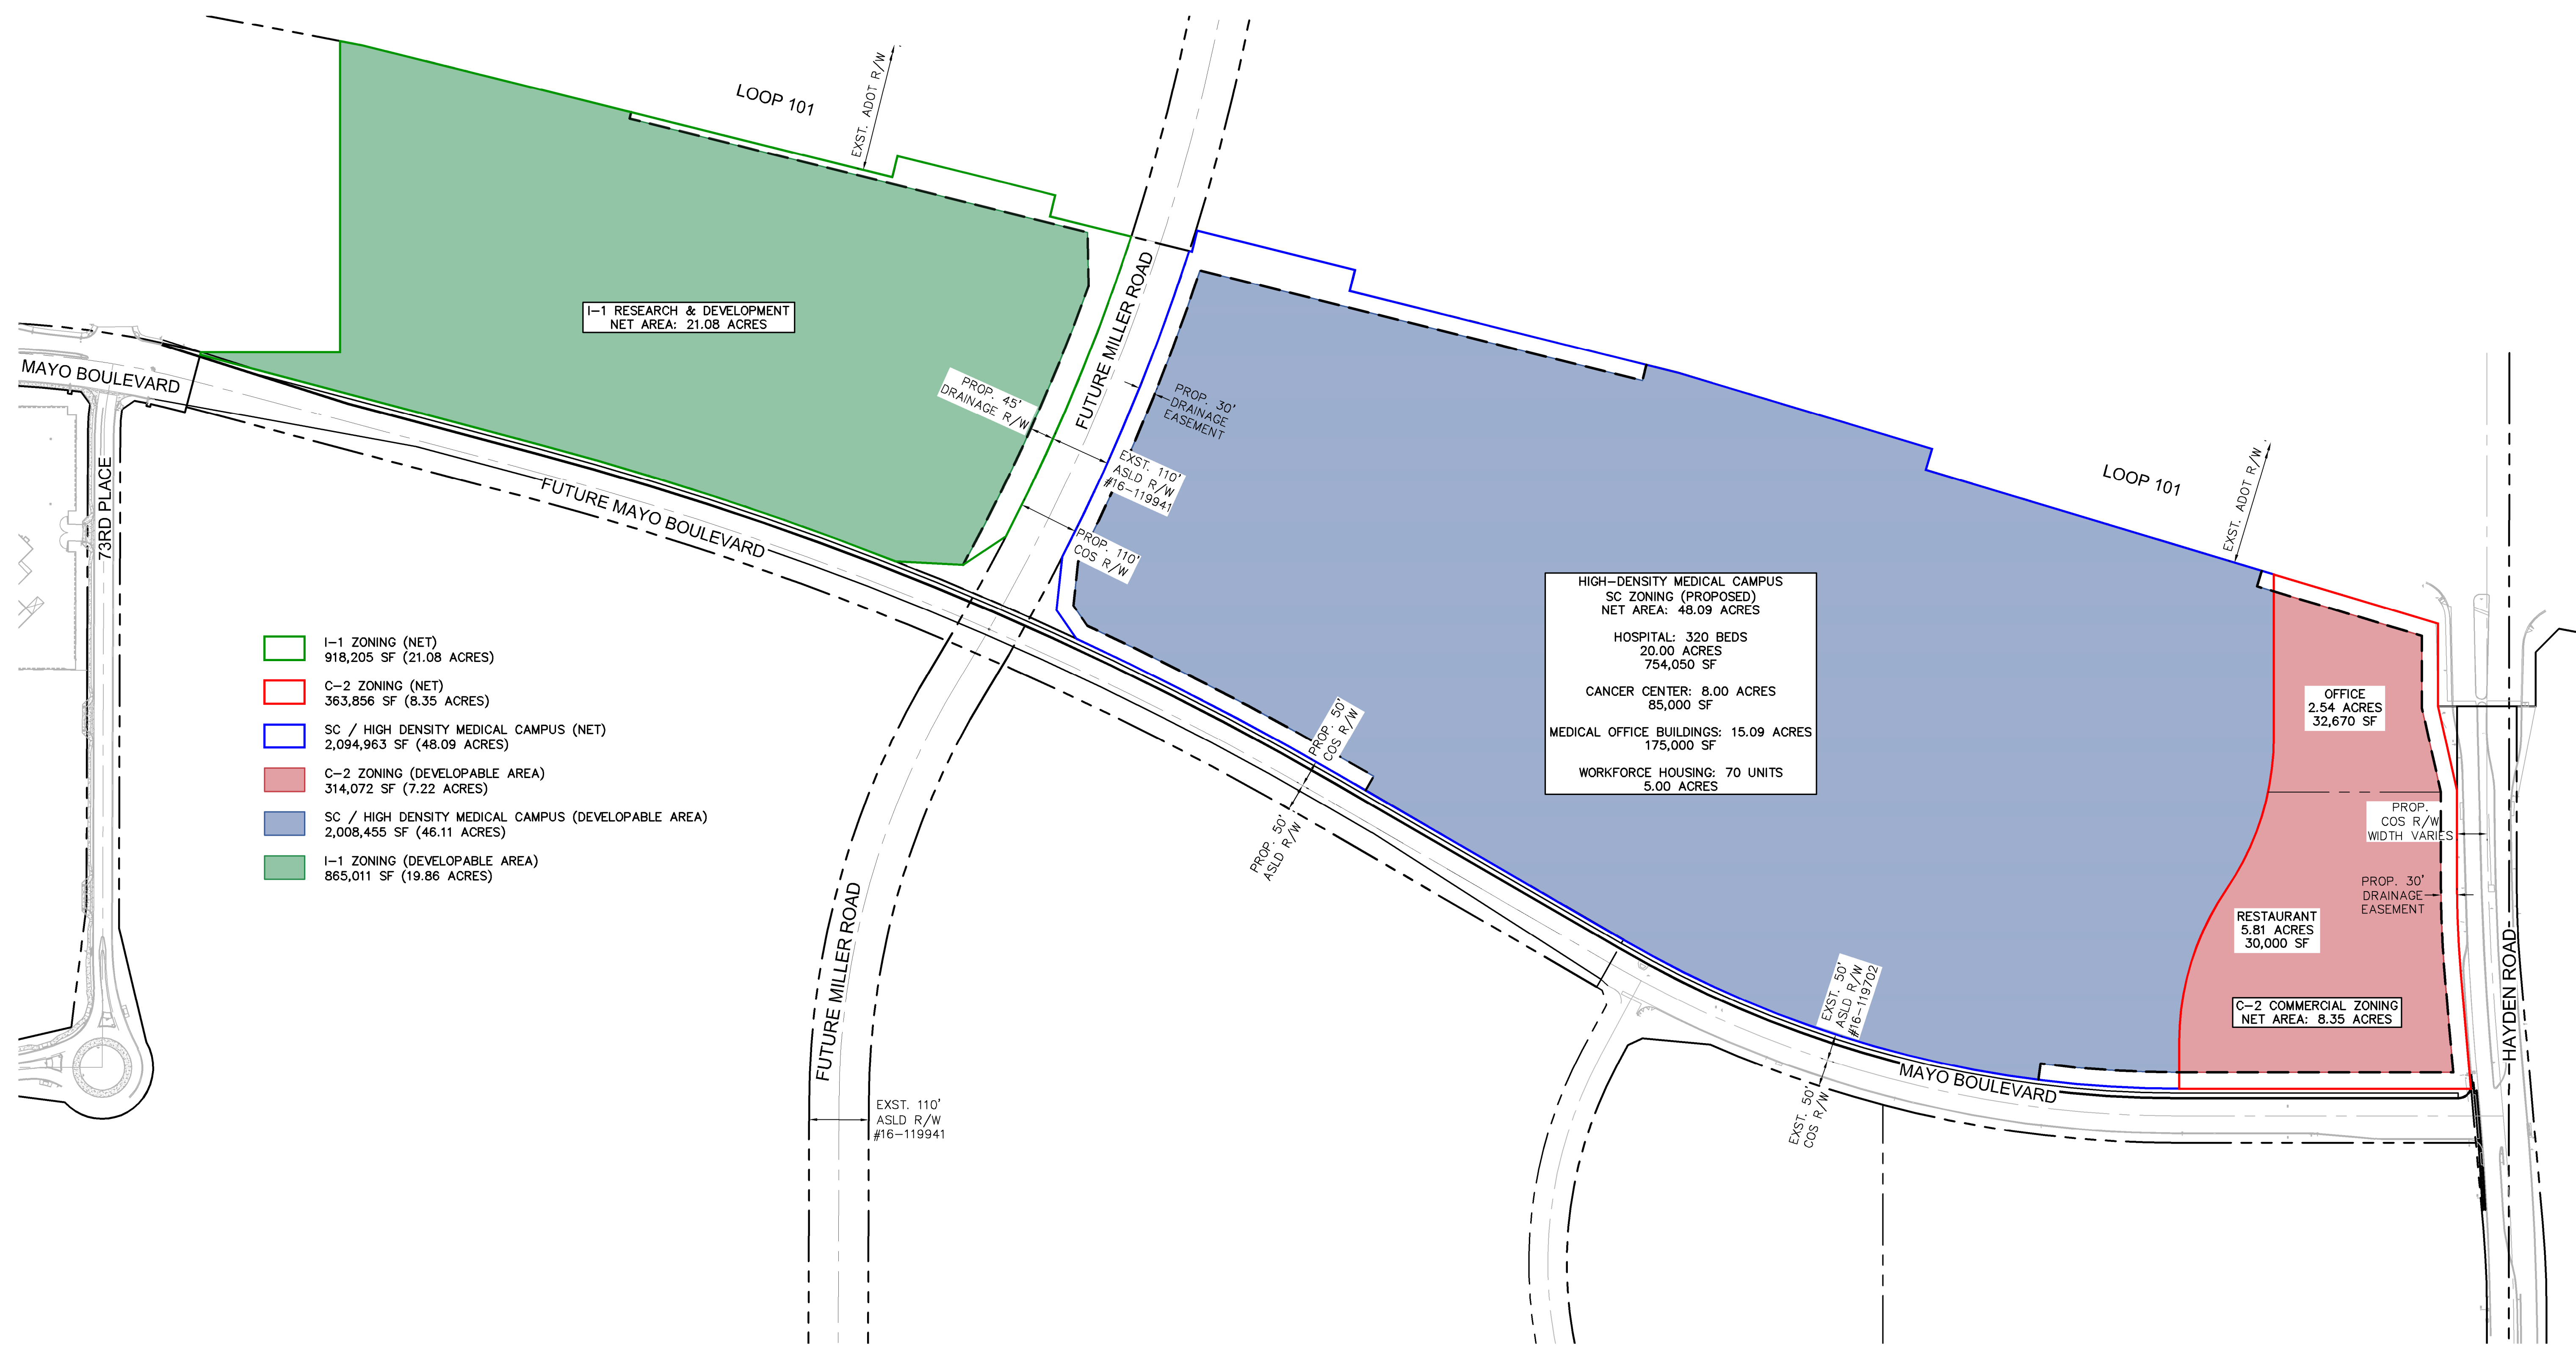 LOOP 101
EXST. ADOT R/W
I-1 RESEARCH & DEVELOPMENT
NET AREA: 21.08 ACRES
MAYO BOULEVARD
73RD PLACE
FUTURE MAYO BOULEVARD
PROP. 45'
DRAINAGE R/W
FUTURE MILLER ROAD
PROP. 30'
DRAINAGE
EASEMENT
EXST. 110'
ASLD R/W
#16-119941
PROP. 110'
COS R/W
LOOP 101
EXST. ADOT R/W
HIGH-DENSITY MEDICAL CAMPUS
SC ZONING (PROPOSED)
NET AREA: 48.09 ACRES
HOSPITAL: 320 BEDS
20.00 ACRES
754,050 SF
CANCER CENTER: 8.00 ACRES
85,000 SF
MEDICAL OFFICE BUILDINGS: 15.09 ACRES
175,000 SF
WORKFORCE HOUSING: 70 UNITS
5.00 ACRES
I-1 ZONING (NET)
918,205 SF (21.08 ACRES)
C-2 ZONING (NET)
363,856 SF (8.35 ACRES)
SC / HIGH DENSITY MEDICAL CAMPUS (NET)
2,094,963 SF (48.09 ACRES)
C-2 ZONING (DEVELOPABLE AREA)
314,072 SF (7.22 ACRES)
SC / HIGH DENSITY MEDICAL CAMPUS (DEVELOPABLE AREA)
2,008,455 SF (46.11 ACRES)
I-1 ZONING (DEVELOPABLE AREA)
865,011 SF (19.86 ACRES)
PROP. 50'
COS R/W
PROP. 50'
ASLD R/W
OFFICE
2.54 ACRES
32,670 SF
PROP.
COS R/W
WIDTH VARIES
PROP. 30'
DRAINAGE
EASEMENT
RESTAURANT
5.81 ACRES
30,000 SF
C-2 COMMERCIAL ZONING
NET AREA: 8.35 ACRES
HAYDEN ROAD
EXST. 50'
ASLD R/W
#16-119702
EXST. 50'
COS R/W
MAYO BOULEVARD
FUTURE MILLER ROAD
EXST. 110'
ASLD R/W
#16-119941